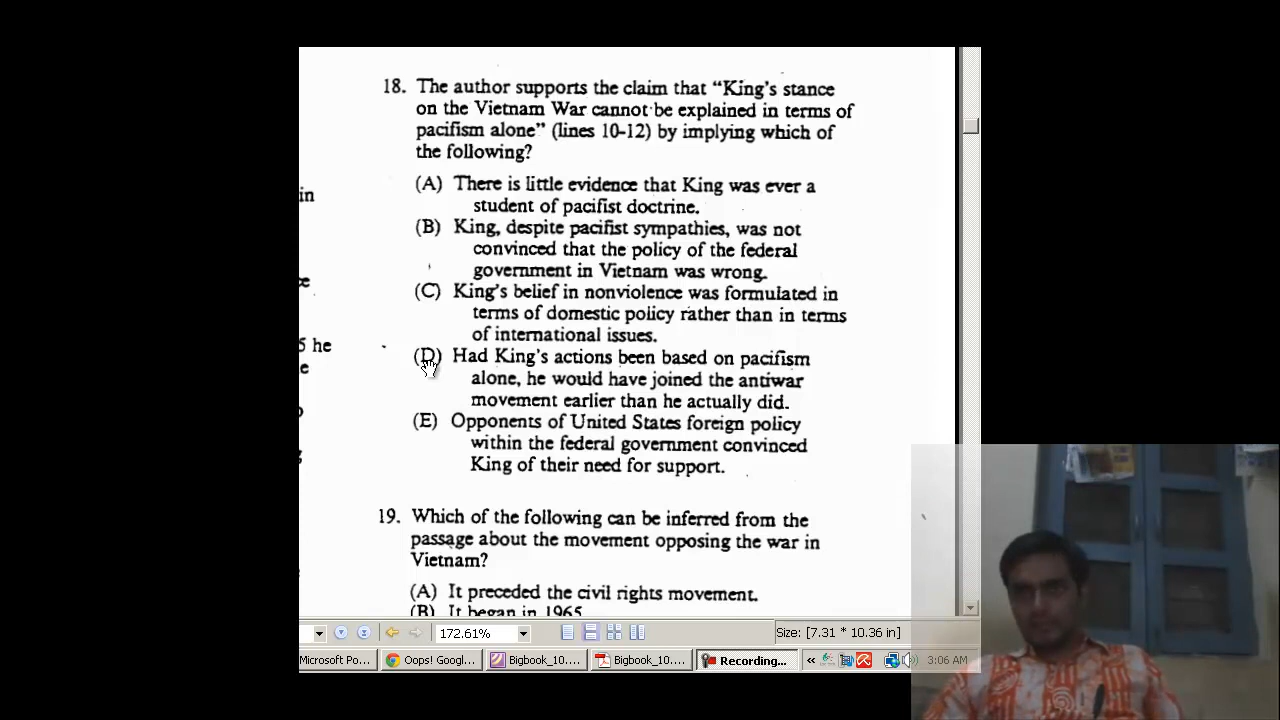 18. The author supports the claim that "King's stance
on the Vietnam War cannot be explained in terms of
pacifism alone" (lines 10-12) by implying which of
the following?
(A) There is little evidence that King was ever a
student of pacifist doctrine.
in
(B) King, despite pacifist sympathies, was not
convinced that the policy of the federal
government in Vietnam was wrong.
(C) King's belief in nonviolence was formulated in
terms of domestic policy rather than in terms
of international issues.
5 he
(D) Had King's actions been based on pacifism
alone, he would have joined the antiwar
movement earlier than he actually did.
(E) Opponents of United States foreign policy
within the federal government convinced
King of their need for support.
19. Which of the following can be inferred from the
passage about the movement opposing the war in
Vietnam?
(A) It preceded the civil rights movement.
(B) It began in 1965.
172.61%
Size: [7.31 * 10.36 in]
Microsoft Po...
Oops! Googl...
Bigbook_10....
Bigbook_10....
Recording...
«
3:06 AM